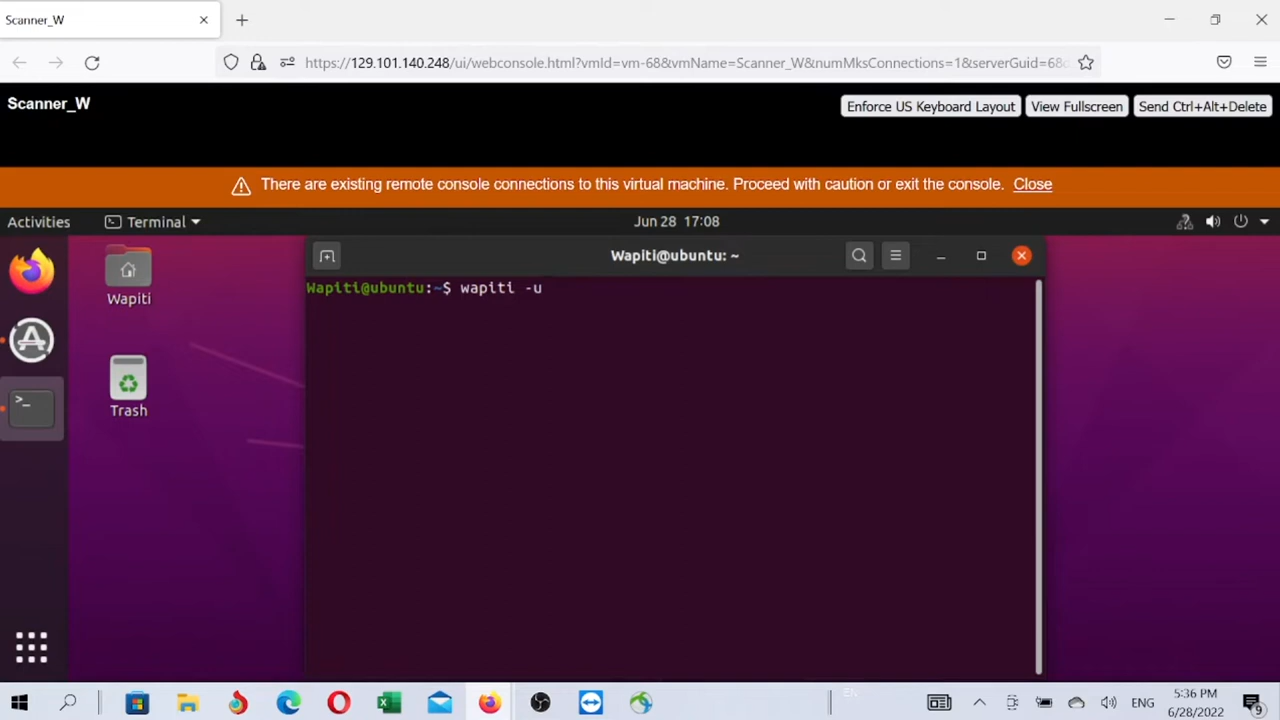 Scanner_W
https://129.101.140.248/ui/webconsole.html?vmId=vm-68&vmName=Scanner_W&numMksConnections=1&serverGuid=68
Scanner_W
Enforce US Keyboard Layout
View Fullscreen
Send Ctrl+Alt+Delete
There are existing remote console connections to this virtual machine. Proceed with caution or exit the console. Close
Activities
Terminal
Jun 28 17:08
Wapiti@ubuntu: ~
Wapiti
Wapiti@ubuntu:~$ wapiti -u
Trash
ENG
5:36 PM
6/28/2022
9